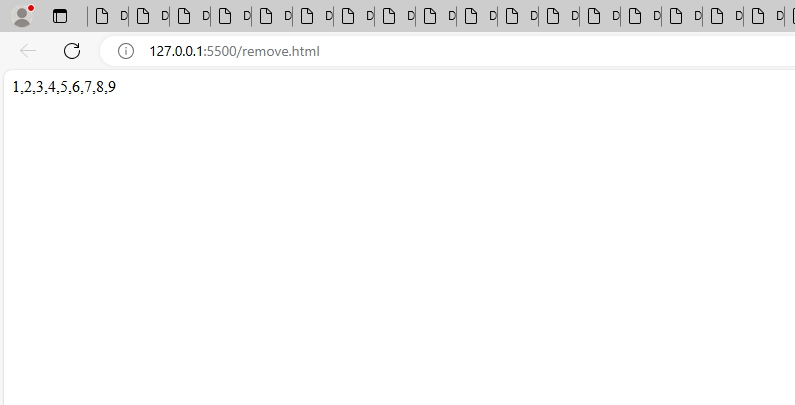 D D D D D D D D D D D D D D D D D
127.0.0.1:5500/remove.html
1,2,3,4,5,6,7,8,9